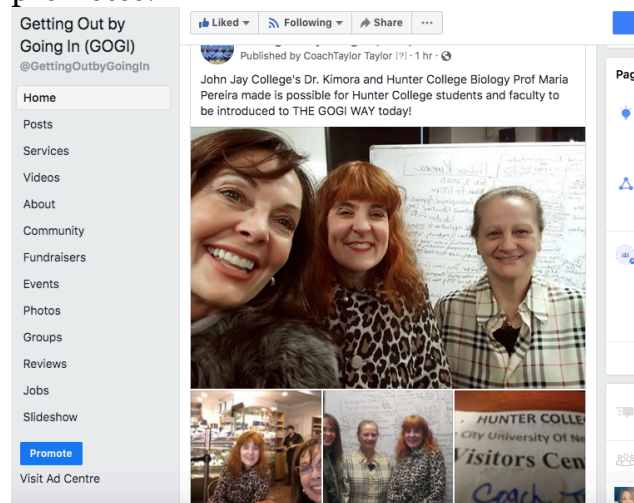 Getting Out by
Going In (GOGI)
@GettingOutbyGoingIn
Home
Posts
Services
Videos
About
Community
Fundraisers
Events
Photos
Groups
Reviews
Jobs
Slideshow
Promote
Visit Ad Centre
Liked
Following
Share
Published by CoachTaylor Taylor [?] · 1 hr ·
John Jay College's Dr. Kimora and Hunter College Biology Prof Maria
Pereira made is possible for Hunter College students and faculty to
be introduced to THE GOGI WAY today!
HUNTER COLLE
City University Of Ne
Visitors Cen
Coach
Pag